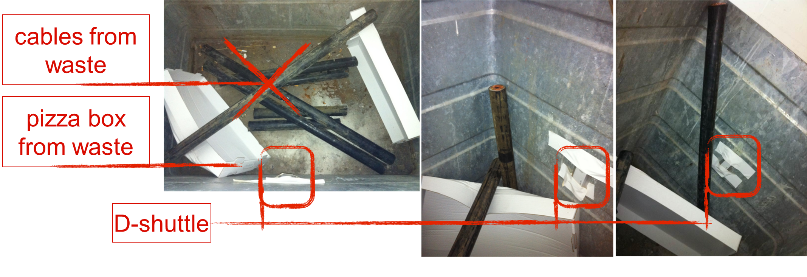 cables from
waste
pizza box
from waste
D-shuttle